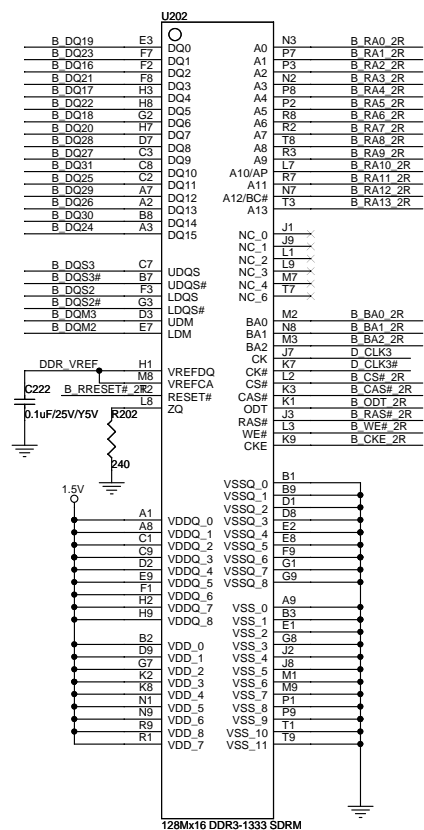 U202
B_DQ19 E3 DQ0
B_DQ23 F7 DQ1
B_DQ16 F2 DQ2
B_DQ21 F8 DQ3
B_DQ17 H3 DQ4
B_DQ22 H8 DQ5
B_DQ18 G2 DQ6
B_DQ20 H7 DQ7
B_DQ28 D7 DQ8
B_DQ27 C3 DQ9
B_DQ31 C8 DQ10
B_DQ25 C2 DQ11
B_DQ29 A7 DQ12
B_DQ26 A2 DQ13
B_DQ30 B8 DQ14
B_DQ24 A3 DQ15
B_DQS3 C7 UDQS
B_DQS3# B7 UDQS#
B_DQS2 F3 LDQS
B_DQS2# G3 LDQS#
B_DQM3 D3 UDM
B_DQM2 E7 LDM
DDR_VREF H1 VREFDQ
M8 VREFCA
B_RRESET#_2R T2 RESET#
L8 ZQ
C222
0.1uF/25V/Y5V
R202
240
1.5V
A1 VDDQ_0
A8 VDDQ_1
C1 VDDQ_2
C9 VDDQ_3
D2 VDDQ_4
E9 VDDQ_5
F1 VDDQ_6
H2 VDDQ_7
H9 VDDQ_8
B2 VDD_0
D9 VDD_1
G7 VDD_2
K2 VDD_3
K8 VDD_4
N1 VDD_5
N9 VDD_6
R9 VDD_8
R1 VDD_7
A0 N3 B_RA0_2R
A1 P7 B_RA1_2R
A2 P3 B_RA2_2R
A3 N2 B_RA3_2R
A4 P8 B_RA4_2R
A5 P2 B_RA5_2R
A6 R8 B_RA6_2R
A7 R2 B_RA7_2R
A8 T8 B_RA8_2R
A9 R3 B_RA9_2R
A10/AP L7 B_RA10_2R
A11 R7 B_RA11_2R
A12/BC# N7 B_RA12_2R
A13 T3 B_RA13_2R
NC_0 J1
NC_1 J9
NC_2 L1
NC_3 L9
NC_4 M7
NC_6 T7
BA0 M2 B_BA0_2R
BA1 N8 B_BA1_2R
BA2 M3 B_BA2_2R
CK J7 D_CLK3
CK# K7 D_CLK3#
CS# L2 B_CS#_2R
CAS# K3 B_CAS#_2R
ODT K1 B_ODT_2R
RAS# J3 B_RAS#_2R
WE# L3 B_WE#_2R
CKE K9 B_CKE_2R
VSSQ_0 B1
VSSQ_1 B9
VSSQ_2 D1
VSSQ_3 D8
VSSQ_4 E2
VSSQ_5 E8
VSSQ_6 F9
VSSQ_7 G1
VSSQ_8 G9
VSS_0 A9
VSS_1 B3
VSS_2 E1
VSS_3 G8
VSS_4 J2
VSS_5 J8
VSS_6 M1
VSS_7 M9
VSS_8 P1
VSS_9 P9
VSS_10 T1
VSS_11 T9
128Mx16 DDR3-1333 SDRM